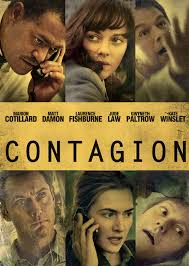 MARION MATT LAURENCE JUDE GWYNETH KATE
COTILLARD DAMON FISHBURNE LAW PALTROW WINSLET
CONTAGION